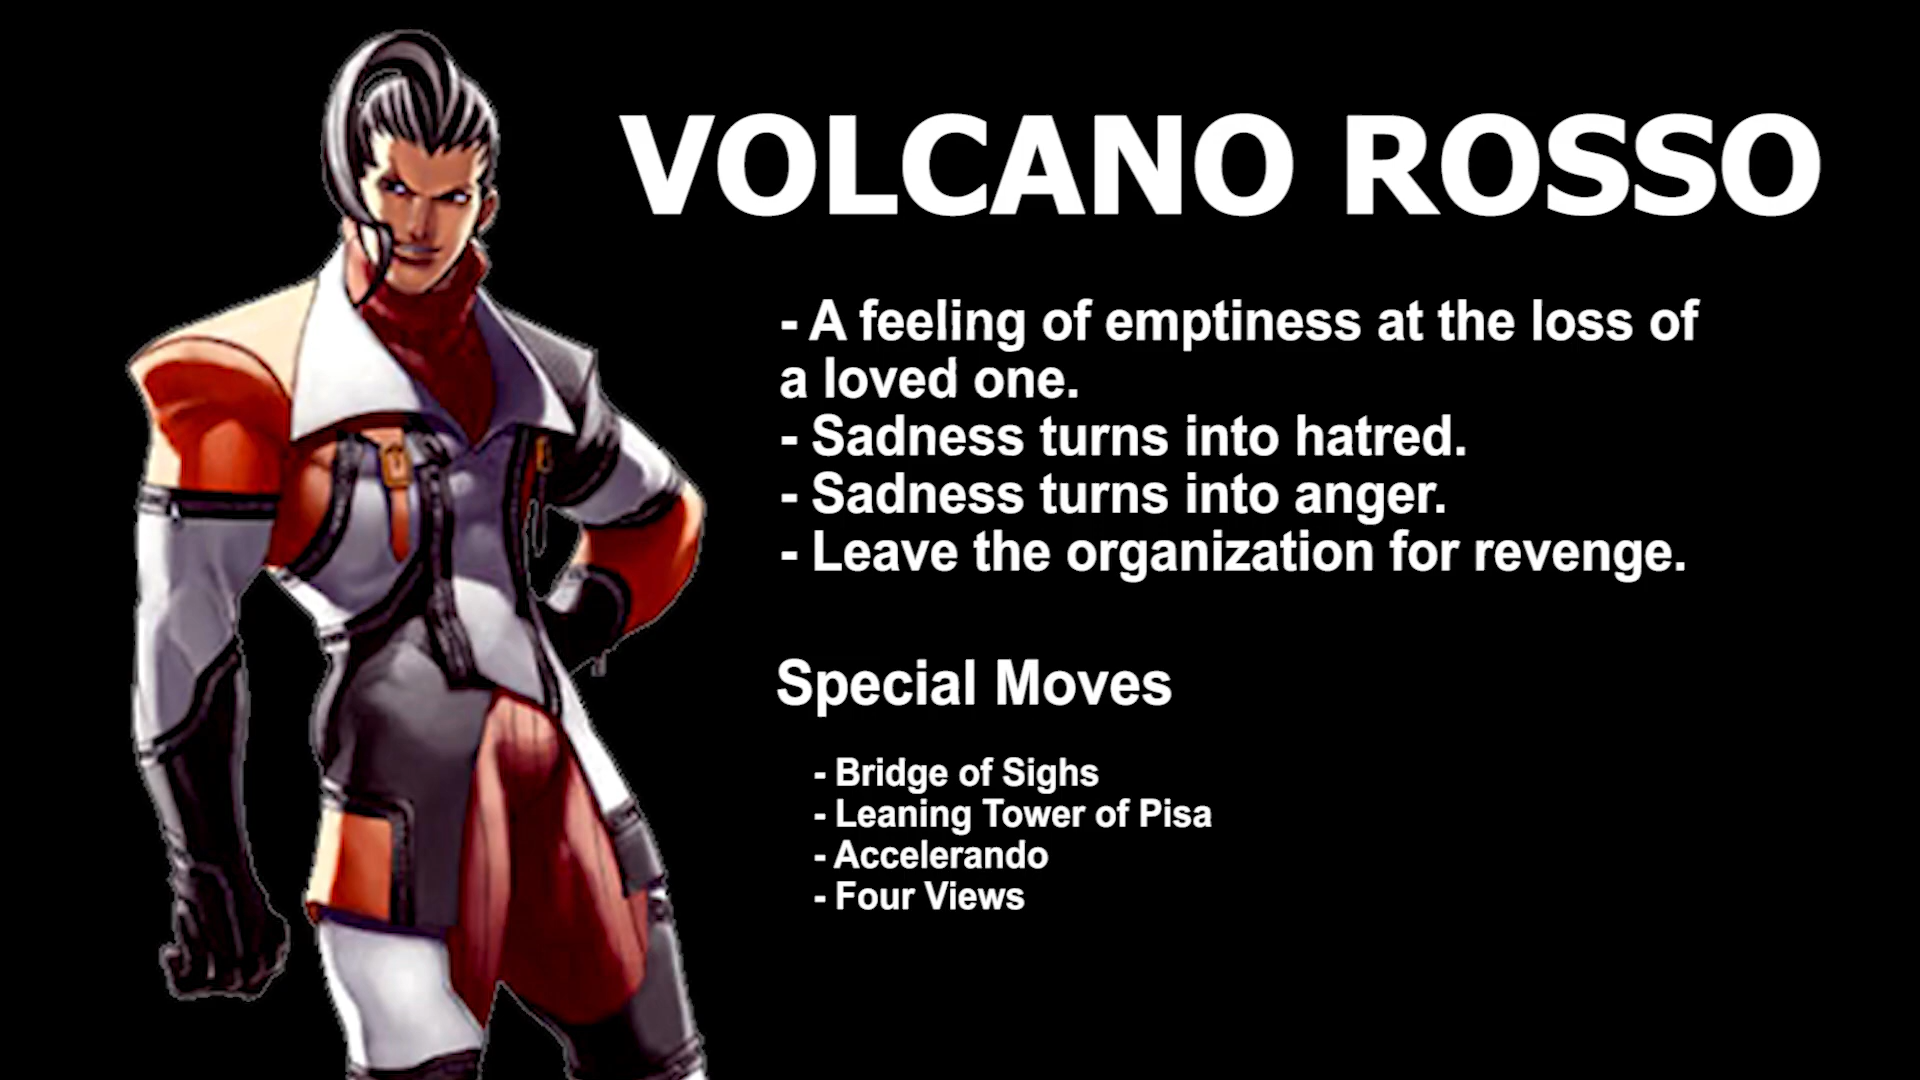 VOLCANO ROSSO
- A feeling of emptiness at the loss of
a loved one.
- Sadness turns into hatred.
- Sadness turns into anger.
- Leave the organization for revenge.
Special Moves
- Bridge of Sighs
- Leaning Tower of Pisa
- Accelerando
- Four Views